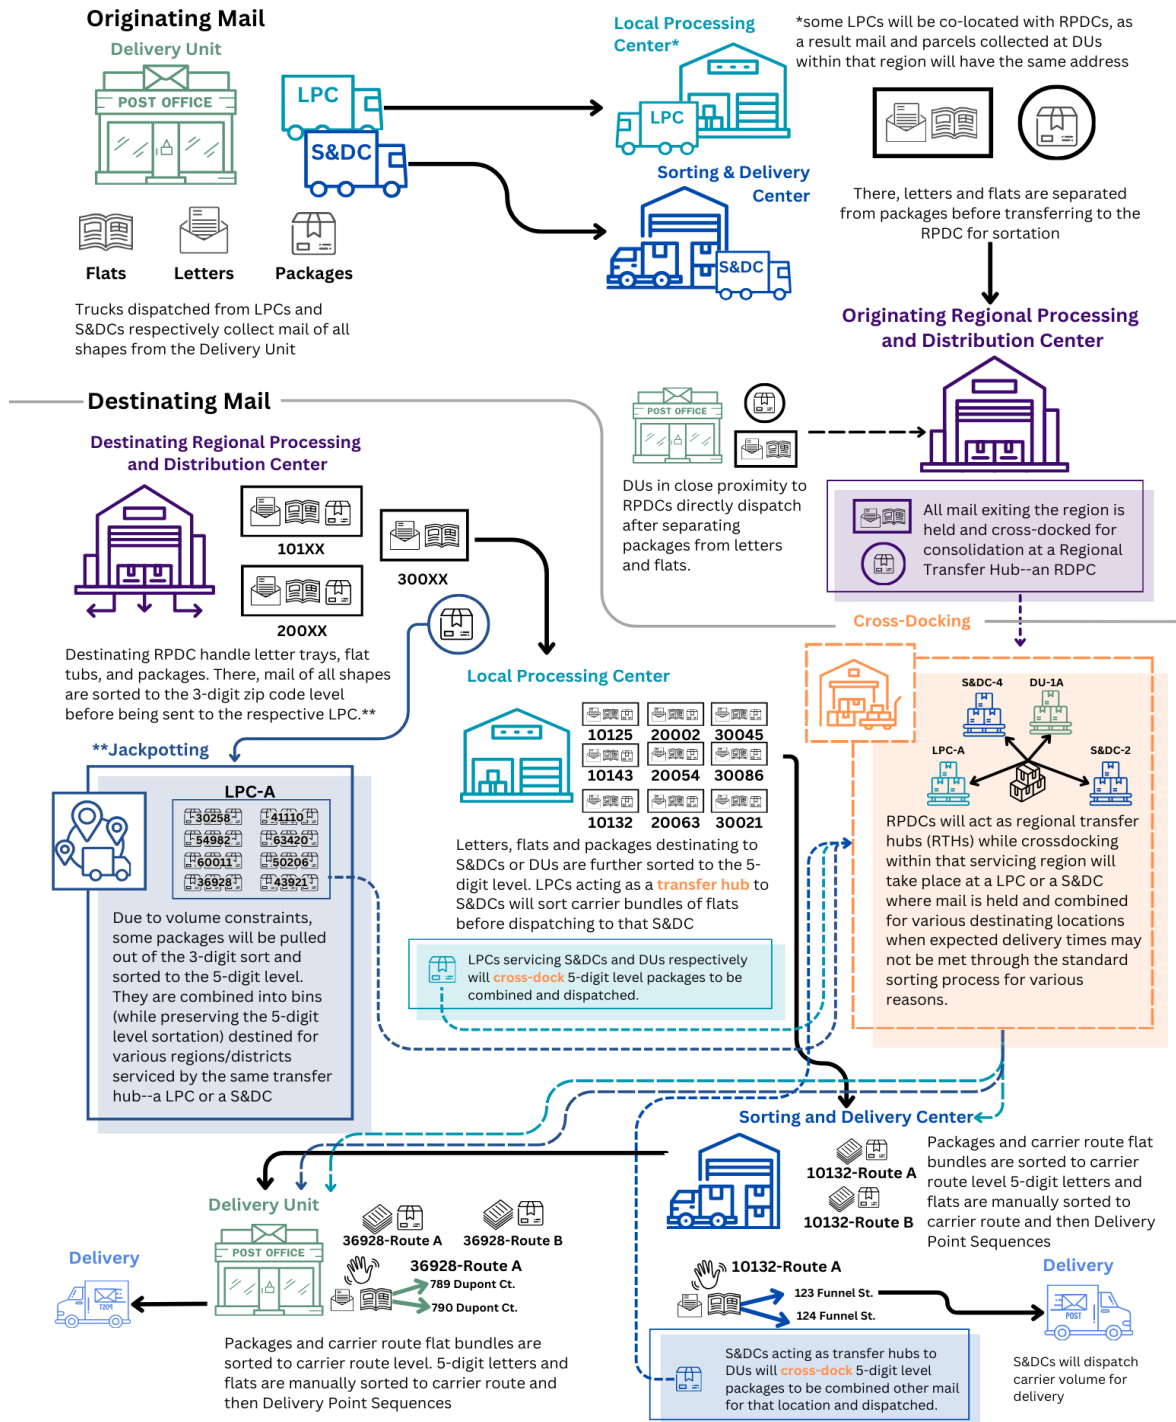 Originating Mail
Delivery Unit
POST OFFICE
LPC
S&DC
Flats
Letters
Packages
Trucks dispatched from LPCs and
S&DCs respectively collect mail of all
shapes from the Delivery Unit
Local Processing
Center*
LPC
Sorting & Delivery
Center
S&DC
*some LPCs will be co-located with RPDCs, as
a result mail and parcels collected at DUs
within that region will have the same address
There, letters and flats are separated
from packages before transferring to the
RPDC for sortation
Originating Regional Processing
and Distribution Center
POST OFFICE
DUs in close proximity to
RPDCs directly dispatch
after separating
packages from letters
and flats.
All mail exiting the region is
held and cross-docked for
consolidation at a Regional
Transfer Hub--an RDPC
Destinating Mail
Destinating Regional Processing
and Distribution Center
101XX
200XX
300XX
Destinating RPDC handle letter trays, flat
tubs, and packages. There, mail of all shapes
are sorted to the 3-digit zip code level
before being sent to the respective LPC.**
**Jackpotting
LPC-A
30258
41110
54982
63420
60011
50206
36928
43921
Due to volume constraints,
some packages will be pulled
out of the 3-digit sort and
sorted to the 5-digit level.
They are combined into bins
(while preserving the 5-digit
level sortation) destined for
various regions/districts
serviced by the same transfer
hub--a LPC or a S&DC
Local Processing Center
10125
20002
30045
10143
20054
30086
10132
20063
30021
Letters, flats and packages destinating to
S&DCs or DUs are further sorted to the 5-
digit level. LPCs acting as a transfer hub to
S&DCs will sort carrier bundles of flats
before dispatching to that S&DC
LPCs servicing S&DCs and DUs respectively
will cross-dock 5-digit level packages to be
combined and dispatched.
Cross-Docking
S&DC-4
DU-1A
LPC-A
S&DC-2
RPDCs will act as regional transfer
hubs (RTHs) while crossdocking
within that servicing region will
take place at a LPC or a S&DC
where mail is held and combined
for various destinating locations
when expected delivery times may
not be met through the standard
sorting process for various
reasons.
Sorting and Delivery Center
10132-Route A
10132-Route B
Packages and carrier route flat
bundles are sorted to carrier
route level 5-digit letters and
flats are manually sorted to
carrier route and then Delivery
Point Sequences
10132-Route A
123 Funnel St.
124 Funnel St.
Delivery
POST
S&DCs will dispatch
carrier volume for
delivery
S&DCs acting as transfer hubs to
DUs will cross-dock 5-digit level
packages to be combined other mail
for that location and dispatched.
Delivery Unit
POST OFFICE
36928-Route A
36928-Route B
36928-Route A
789 Dupont Ct.
790 Dupont Ct.
Delivery
POST
Packages and carrier route flat bundles are
sorted to carrier route level. 5-digit letters and
flats are manually sorted to carrier route and
then Delivery Point Sequences